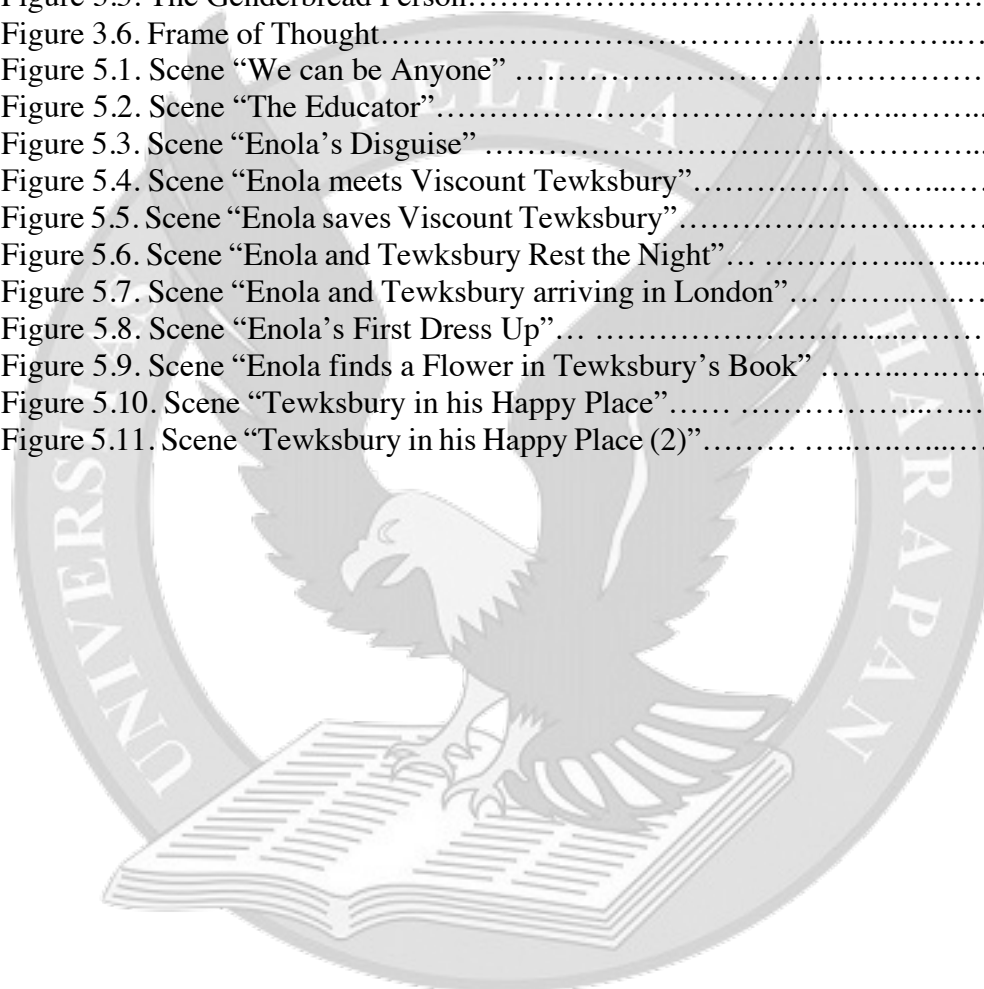 Figure 3.5. The Genderbread Person……………………………………….….………
Figure 3.6. Frame of Thought……………………………………..………..…
Figure 5.1. Scene “We can be Anyone” …………………………………………
Figure 5.2. Scene “The Educator”………………………………………..……..
Figure 5.3. Scene “Enola’s Disguise” …………………………………………..
Figure 5.4. Scene “Enola meets Viscount Tewksbury”…………… ……...…
Figure 5.5. Scene “Enola saves Viscount Tewksbury”……………………...……
Figure 5.6. Scene “Enola and Tewksbury Rest the Night”… …………...…....
Figure 5.7. Scene “Enola and Tewksbury arriving in London”… ……..…..…
Figure 5.8. Scene “Enola’s First Dress Up”… ……………………......………
Figure 5.9. Scene “Enola finds a Flower in Tewksbury’s Book” ……..……..
Figure 5.10. Scene “Tewksbury in his Happy Place”…… ……………...……
Figure 5.11. Scene “Tewksbury in his Happy Place (2)”……… …..……...…
UNIVERSITAS PELITA HARAPAN